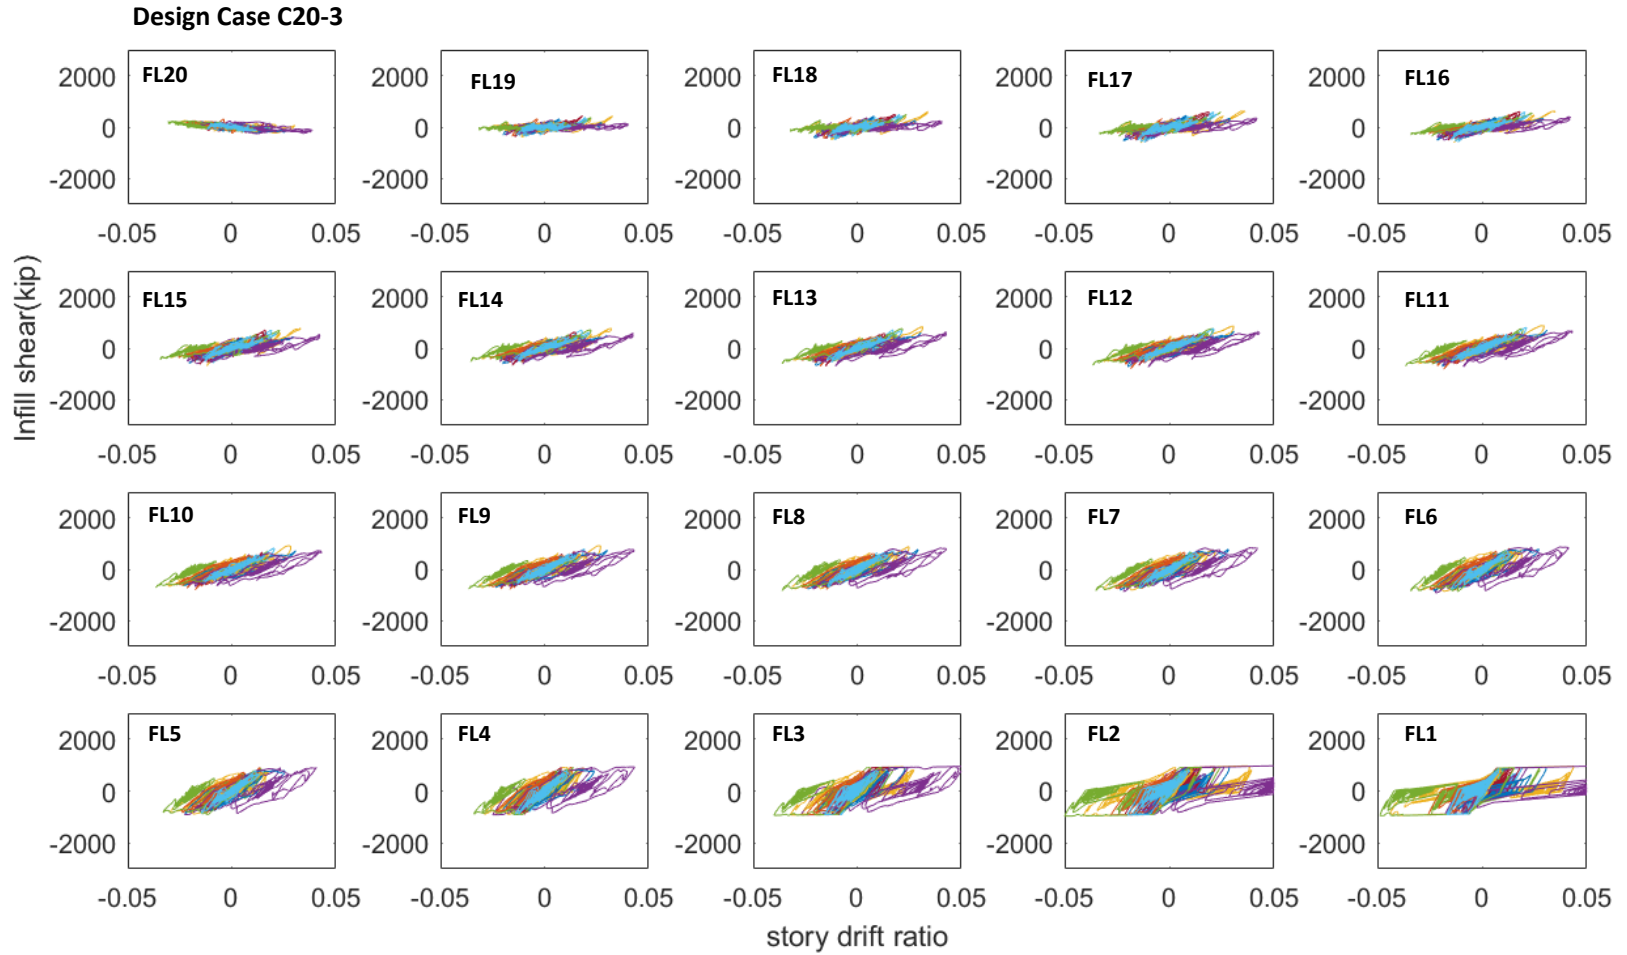 Design Case C20-3
FL20
FL19
FL18
FL17
FL16
2000
0
-2000
2000
0
-2000
2000
0
-2000
2000
0
-2000
2000
0
-2000
-0.05 0 0.05
-0.05 0 0.05
-0.05 0 0.05
-0.05 0 0.05
-0.05 0 0.05
Infill shear(kip)
FL15
FL14
FL13
FL12
FL11
2000
0
-2000
2000
0
-2000
2000
0
-2000
2000
0
-2000
2000
0
-2000
-0.05 0 0.05
-0.05 0 0.05
-0.05 0 0.05
-0.05 0 0.05
-0.05 0 0.05
FL10
FL9
FL8
FL7
FL6
2000
0
-2000
2000
0
-2000
2000
0
-2000
2000
0
-2000
2000
0
-2000
-0.05 0 0.05
-0.05 0 0.05
-0.05 0 0.05
-0.05 0 0.05
-0.05 0 0.05
FL5
FL4
FL3
FL2
FL1
2000
0
-2000
2000
0
-2000
2000
0
-2000
2000
0
-2000
2000
0
-2000
-0.05 0 0.05
-0.05 0 0.05
-0.05 0 0.05
-0.05 0 0.05
-0.05 0 0.05
story drift ratio